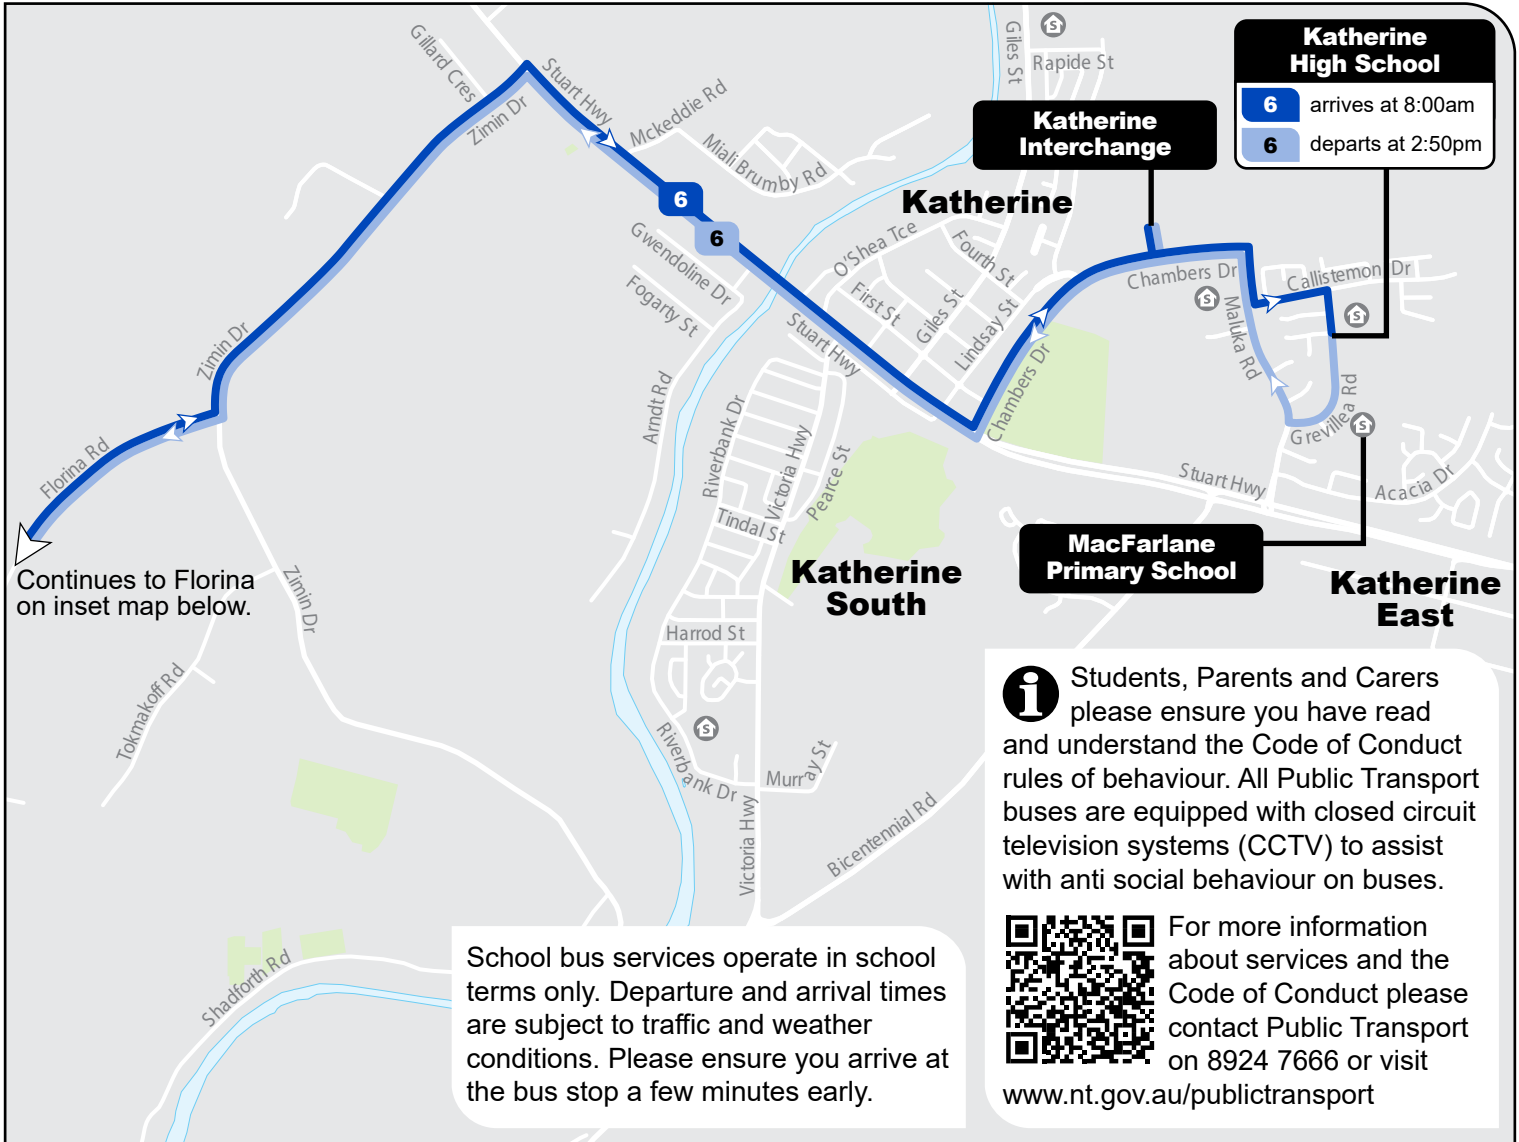 Gillard Cres
Zimin Dr
Stuart Hwy
Mckeddie Rd
Miali Brumby Rd
Giles St
S
Rapide St
Katherine
High School
6 arrives at 8:00am
6 departs at 2:50pm
Katherine
Interchange
Katherine
6
6
Gwendoline Dr
Fogarty St
O'Shea Tce
Fourth St
First St
Giles St
Lindsay St
Chambers Dr
Callistemon Dr
S
S
Maluka Rd
Stuart Hwy
Chambers Dr
Zimin Dr
Arndt Rd
Riverbank Dr
Victoria Hwy
Pearce St
Grevillea Rd
S
Florina Rd
Stuart Hwy
Acacia Dr
Tindal St
Continues to Florina
on inset map below.
Zimin Dr
Katherine
South
MacFarlane
Primary School
Katherine
East
Harrod St
Tokmakoff Rd
S
Riverbank Dr
Murray St
Victoria Hwy
Bicentennial Rd
Shadforth Rd
i
Students, Parents and Carers
please ensure you have read
and understand the Code of Conduct
rules of behaviour. All Public Transport
buses are equipped with closed circuit
television systems (CCTV) to assist
with anti social behaviour on buses.
For more information
about services and the
Code of Conduct please
contact Public Transport
on 8924 7666 or visit
www.nt.gov.au/publictransport
School bus services operate in school
terms only. Departure and arrival times
are subject to traffic and weather
conditions. Please ensure you arrive at
the bus stop a few minutes early.